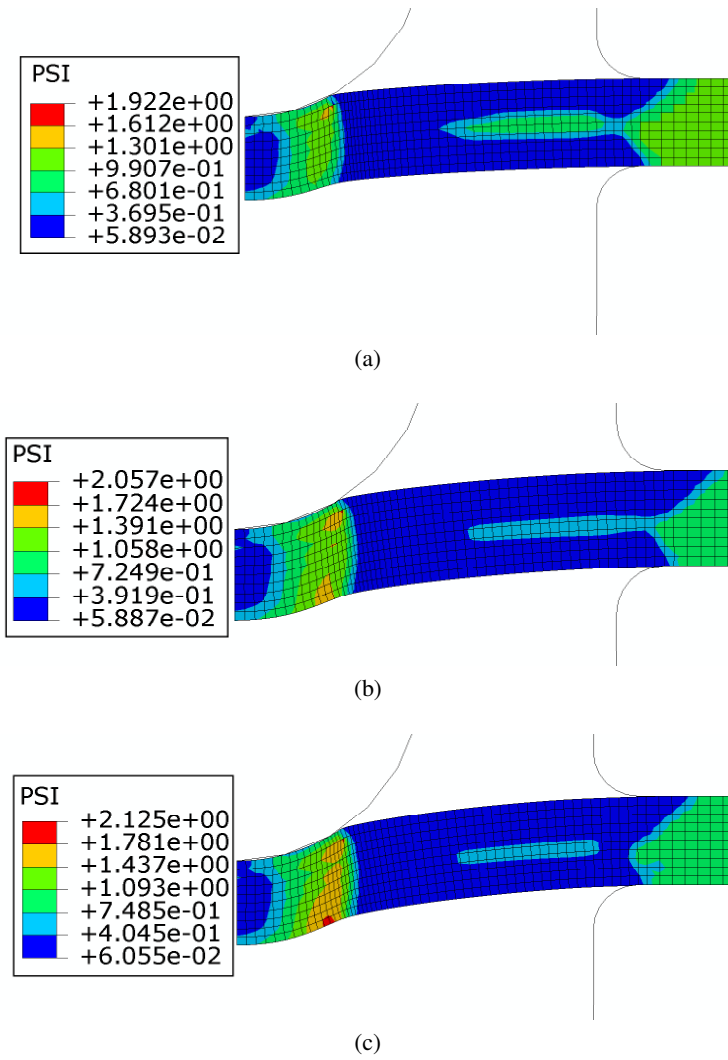 PSI
+1.922e+00
+1.612e+00
+1.301e+00
+9.907e-01
+6.801e-01
+3.695e-01
+5.893e-02
(a)
PSI
+2.057e+00
+1.724e+00
+1.391e+00
+1.058e+00
+7.249e-01
+3.919e-01
+5.887e-02
(b)
PSI
+2.125e+00
+1.781e+00
+1.437e+00
+1.093e+00
+7.485e-01
+4.045e-01
+6.055e-02
(c)